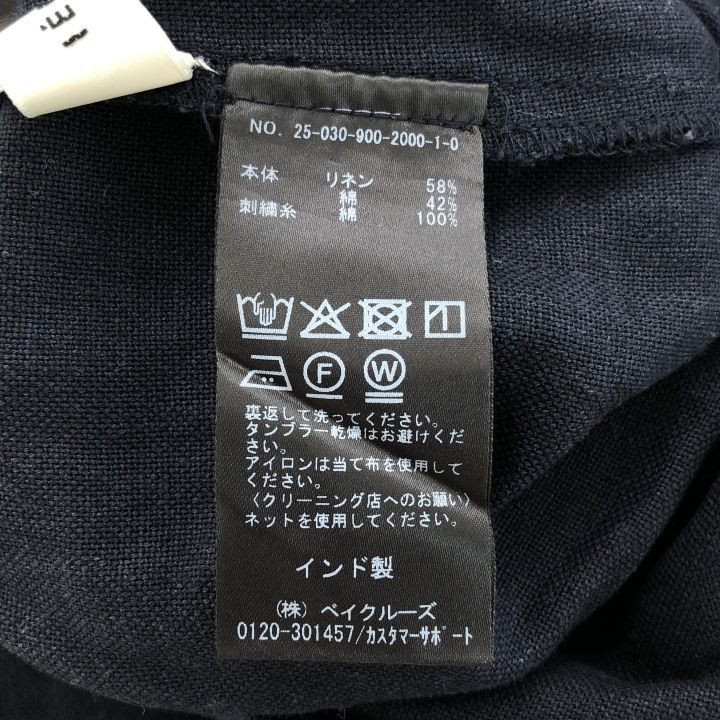 NO. 25-030-900-2000-1-0
本体 リネン 58%
綿 42%
刺繍糸 綿 100%
F W
裏返して洗ってください。
タンブラー乾燥はお避けくだ
さい。
アイロンは当て布を使用して
ください。
〈クリーニング店へのお願い〉
ネットを使用してください。
インド製
(株) ベイクルーズ
0120-301457/カスタマーサポート